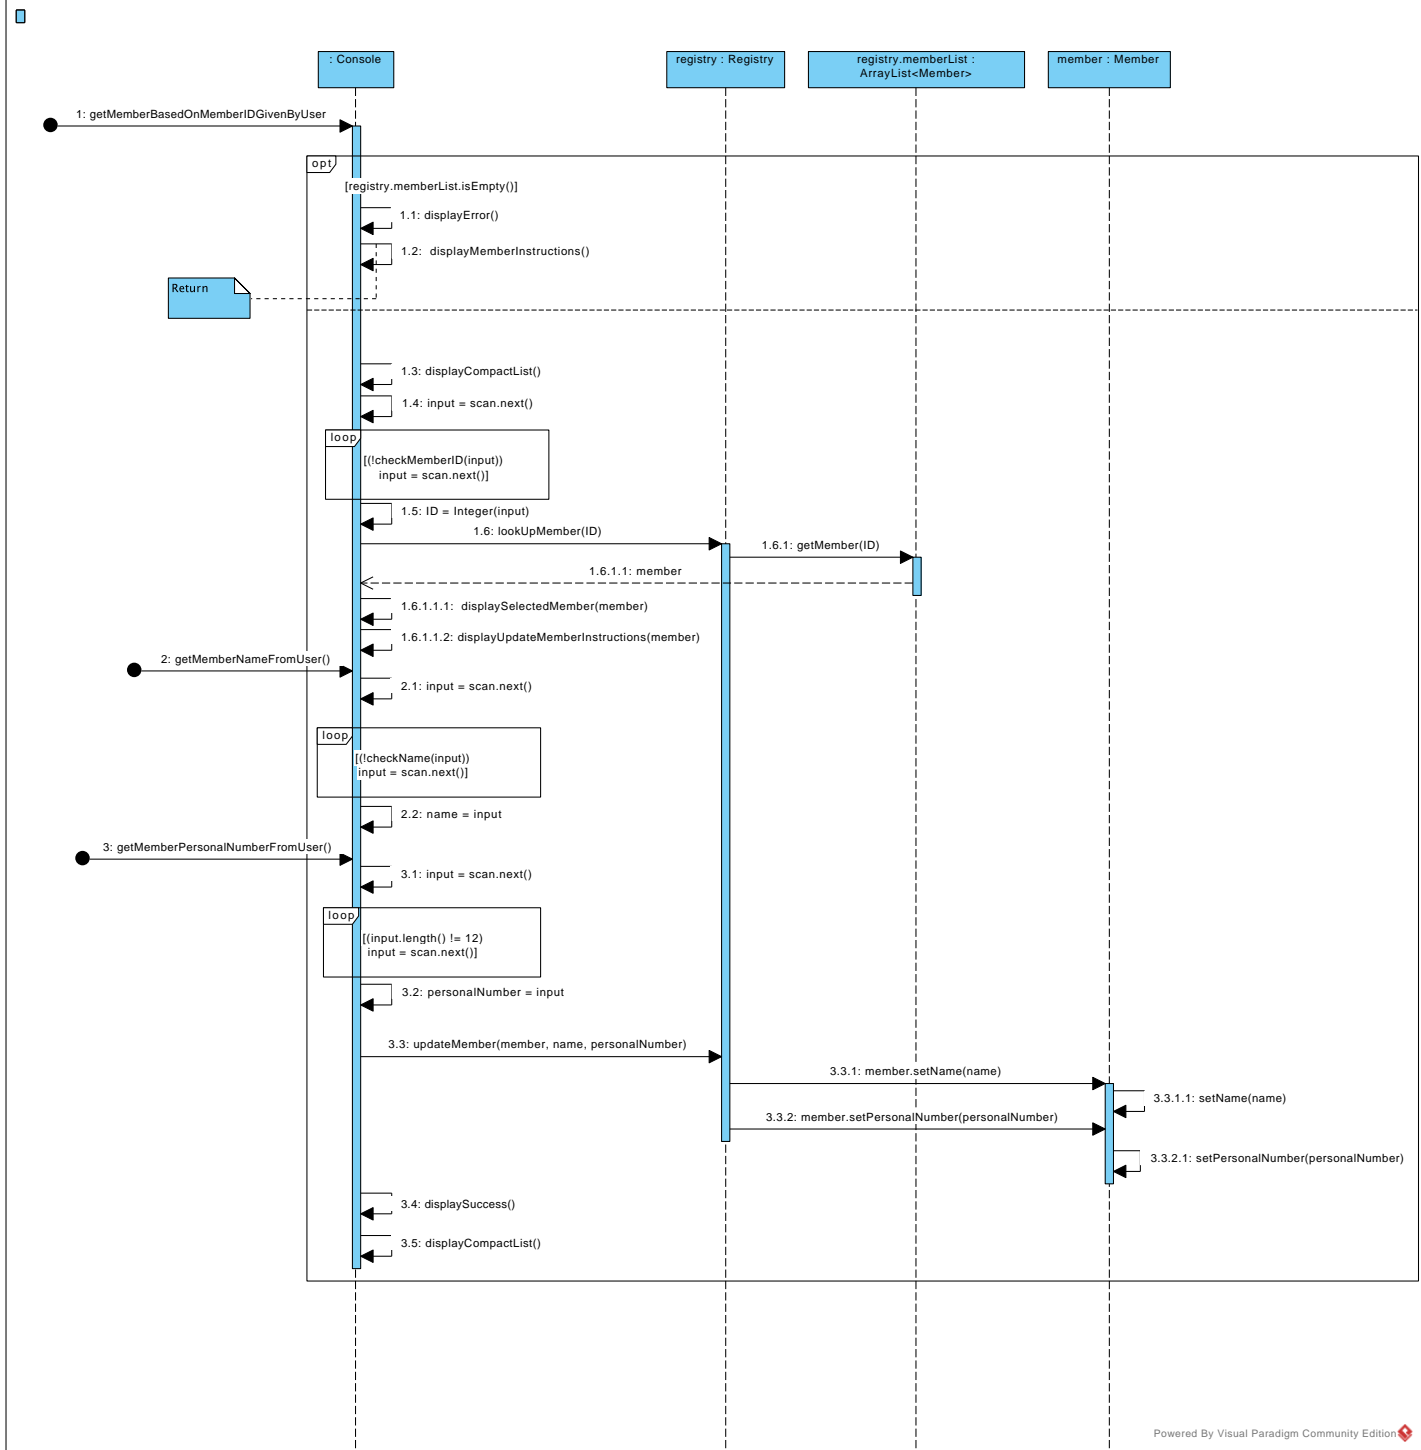 : Console
registry : Registry
registry.memberList :
ArrayList<Member>
member : Member
1: getMemberBasedOnMemberIDGivenByUser
opt
[registry.memberList.isEmpty()]
1.1: displayError()
1.2:  displayMemberInstructions()
Return
1.3: displayCompactList()
1.4: input = scan.next()
loop
[(!checkMemberID(input))
input = scan.next()]
1.5: ID = Integer(input)
1.6: lookUpMember(ID)
1.6.1: getMember(ID)
1.6.1.1: member
1.6.1.1.1:  displaySelectedMember(member)
1.6.1.1.2: displayUpdateMemberInstructions(member)
2: getMemberNameFromUser()
2.1: input = scan.next()
loop
[(!checkName(input))
input = scan.next()]
2.2: name = input
3: getMemberPersonalNumberFromUser()
3.1: input = scan.next()
loop
[(input.length() != 12)
input = scan.next()]
3.2: personalNumber = input
3.3: updateMember(member, name, personalNumber)
3.3.1: member.setName(name)
3.3.1.1: setName(name)
3.3.2: member.setPersonalNumber(personalNumber)
3.3.2.1: setPersonalNumber(personalNumber)
3.4: displaySuccess()
3.5: displayCompactList()
Powered By Visual Paradigm Community Edition